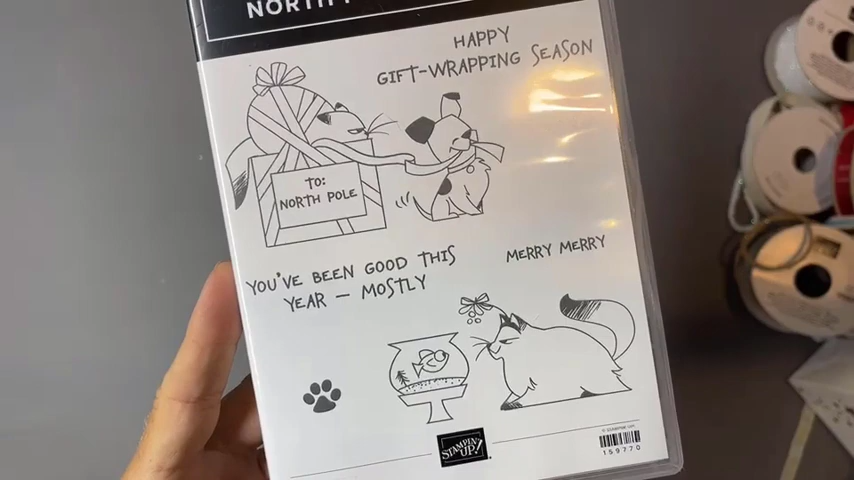 NORTH
HAPPY
GIFT-WRAPPING SEASON
TO:
NORTH POLE
YOU'VE BEEN GOOD THIS
YEAR — MOSTLY
MERRY MERRY
STAMPIN'
UP!
159770